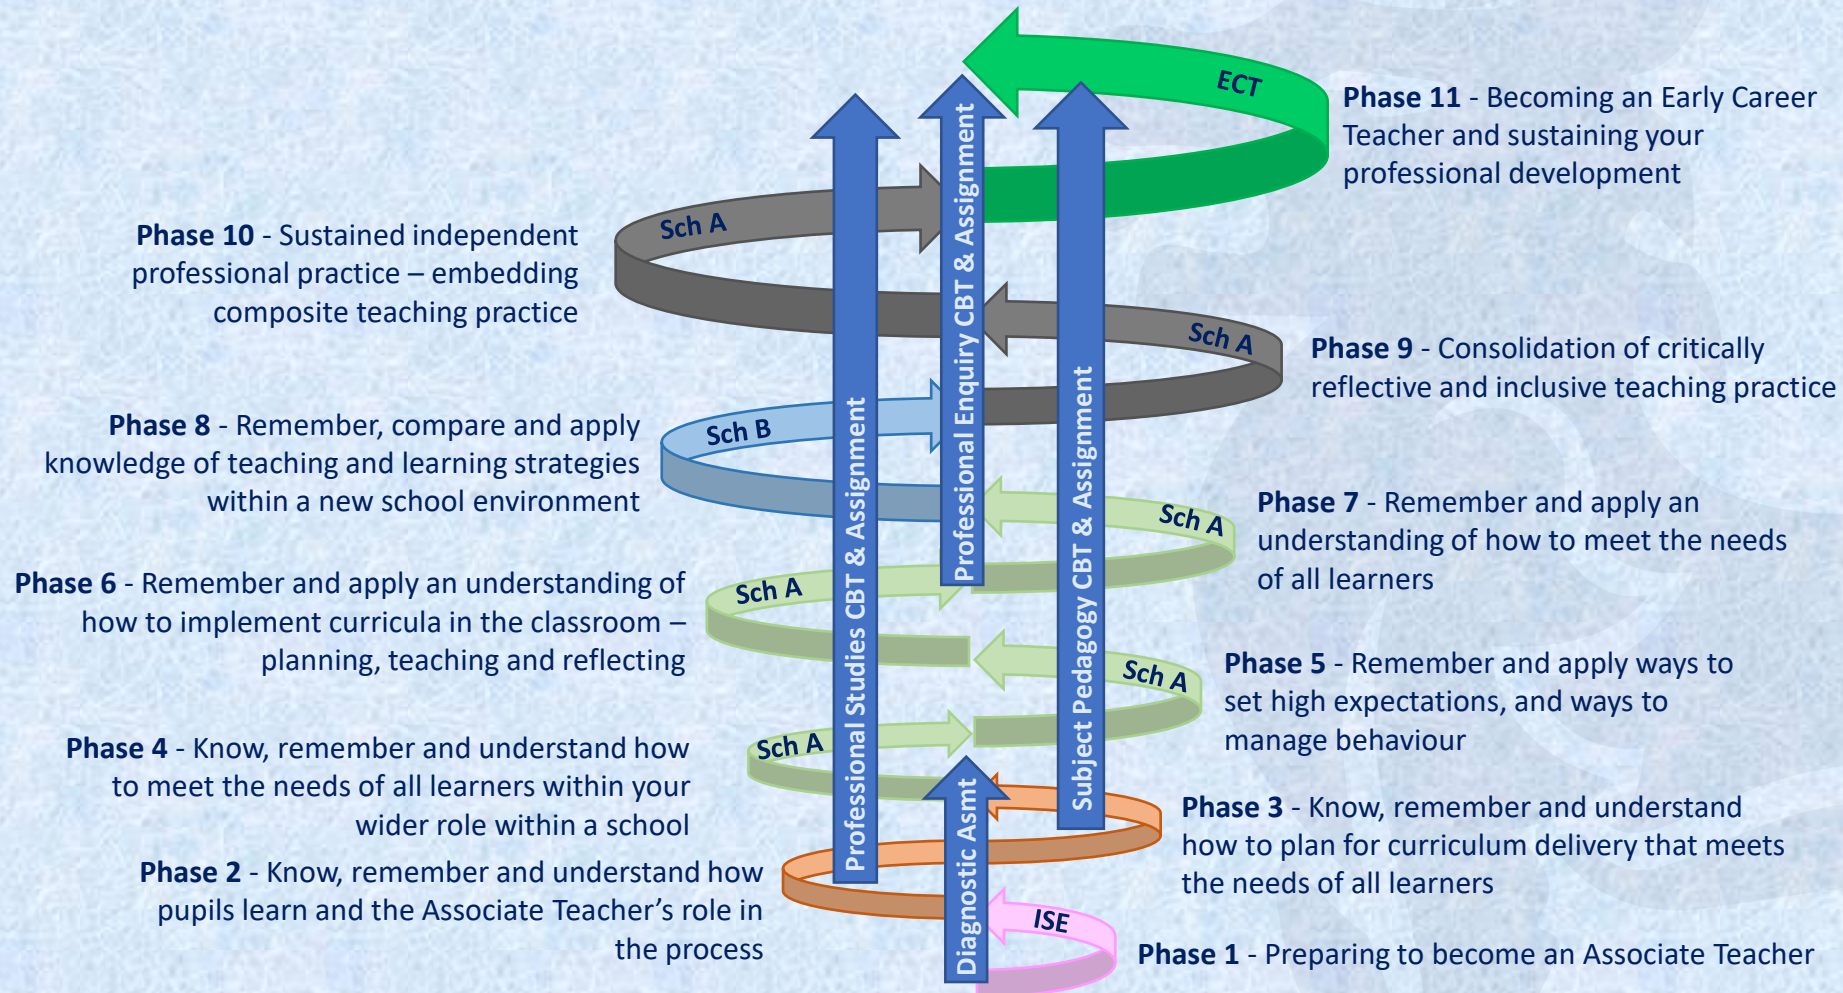 ECT
Phase 11 - Becoming an Early Career
Teacher and sustaining your
professional development
Sch A
Phase 10 - Sustained independent
professional practice – embedding
composite teaching practice
Sch A
Phase 9 - Consolidation of critically
reflective and inclusive teaching practice
Sch B
Phase 8 - Remember, compare and apply
knowledge of teaching and learning strategies
within a new school environment
Sch A
Phase 7 - Remember and apply an
understanding of how to meet the needs
of all learners
Sch A
Phase 6 - Remember and apply an understanding of
how to implement curricula in the classroom –
planning, teaching and reflecting
Sch A
Phase 5 - Remember and apply ways to
set high expectations, and ways to
manage behaviour
Sch A
Phase 4 - Know, remember and understand how
to meet the needs of all learners within your
wider role within a school
Phase 3 - Know, remember and understand
how to plan for curriculum delivery that meets
the needs of all learners
Phase 2 - Know, remember and understand how
pupils learn and the Associate Teacher’s role in
the process
ISE
Phase 1 - Preparing to become an Associate Teacher
Professional Studies CBT & Assignment
Professional Enquiry CBT & Assignment
Subject Pedagogy CBT & Assignment
Diagnostic Asmt